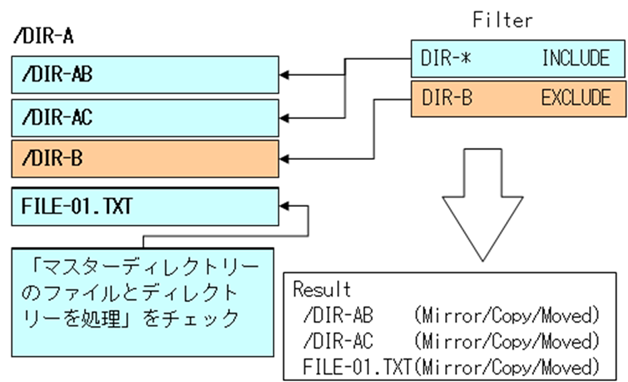 Filter
/DIR-A
/DIR-AB
/DIR-AC
/DIR-B
FILE-01.TXT
「マスターディレクトリー
のファイルとディレクト
リーを処理」をチェック
DIR-* INCLUDE
DIR-B EXCLUDE
Result
/DIR-AB (Mirror/Copy/Moved)
/DIR-AC (Mirror/Copy/Moved)
FILE-01.TXT(Mirror/Copy/Moved)